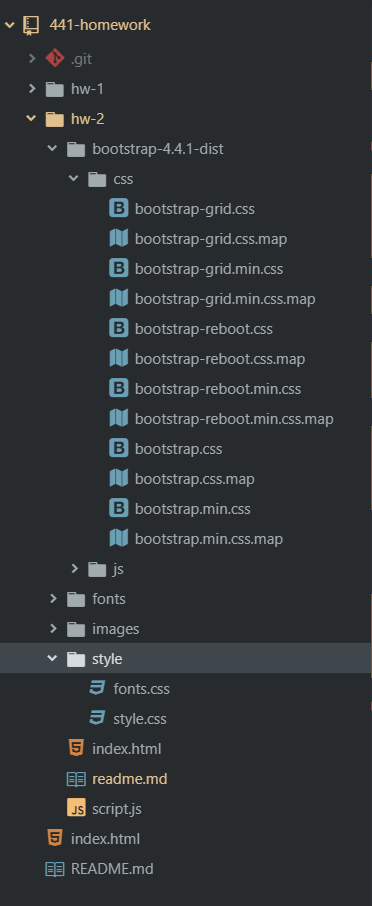 441-homework
.git
hw-1
hw-2
bootstrap-4.4.1-dist
css
B bootstrap-grid.css
bootstrap-grid.css.map
B bootstrap-grid.min.css
bootstrap-grid.min.css.map
B bootstrap-reboot.css
bootstrap-reboot.css.map
B bootstrap-reboot.min.css
bootstrap-reboot.min.css.map
B bootstrap.css
bootstrap.css.map
B bootstrap.min.css
bootstrap.min.css.map
js
fonts
images
style
fonts.css
style.css
5 index.html
readme.md
JS script.js
5 index.html
README.md